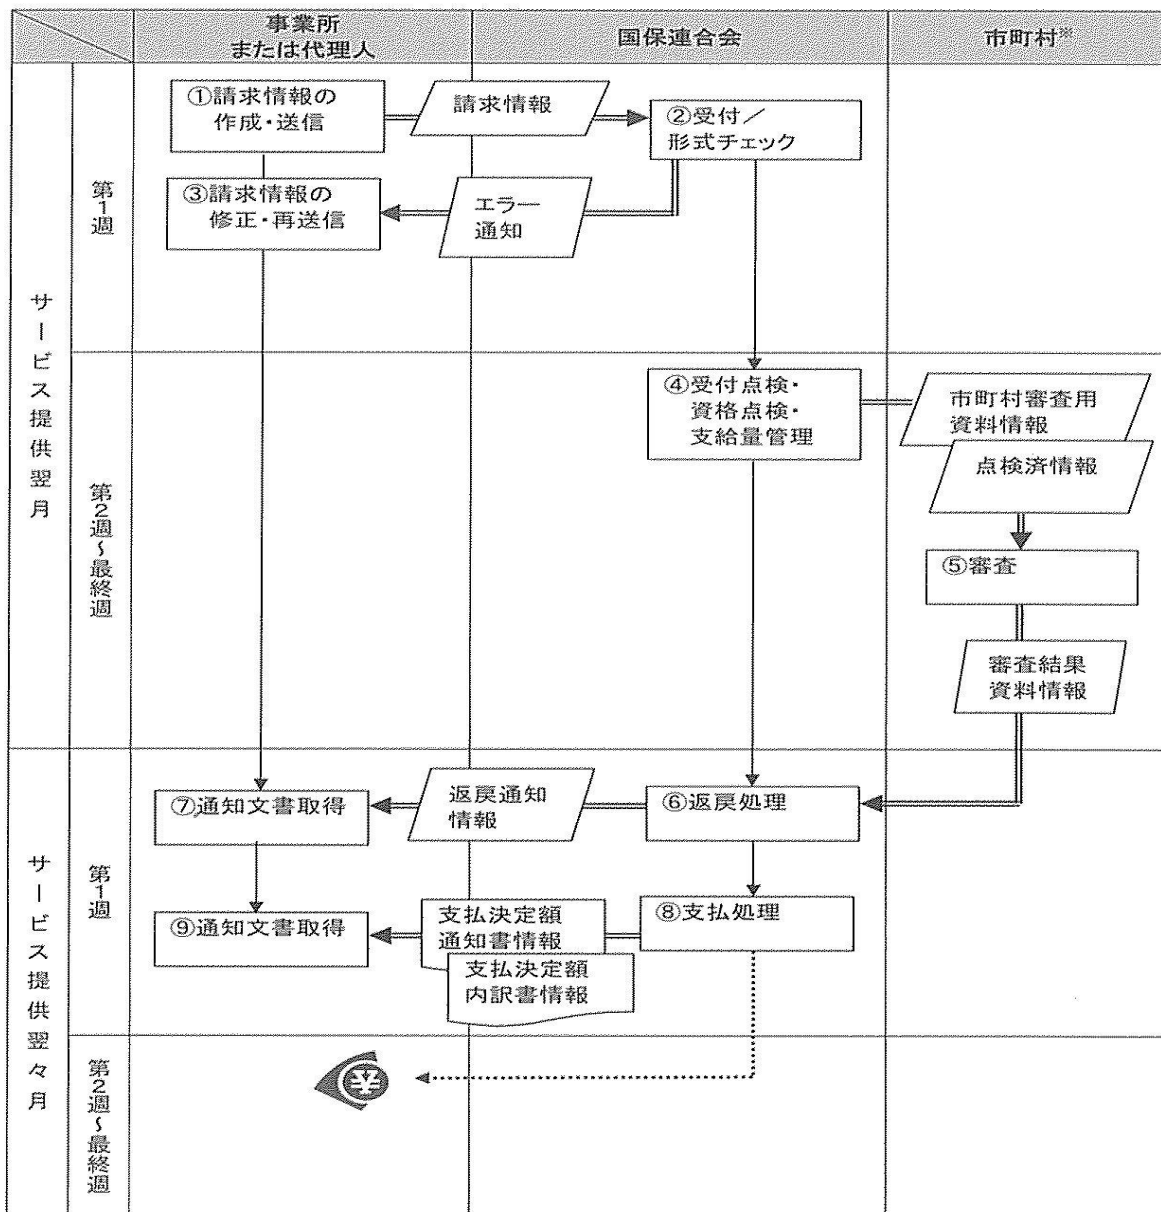 事業所
または代理人
国保連合会
市町村※
サービス提供翌月
第1週
①請求情報の
作成・送信
請求情報
②受付／
形式チェック
③請求情報の
修正・再送信
エラー
通知
第2週〜最終週
④受付点検・
資格点検・
支給量管理
市町村審査用
資料情報
点検済情報
⑤審査
審査結果
資料情報
サービス提供翌々月
第1週
⑦通知文書取得
返戻通知
情報
⑥返戻処理
⑨通知文書取得
支払決定額
通知書情報
支払決定額
内訳書情報
⑧支払処理
第2週〜最終週
¥